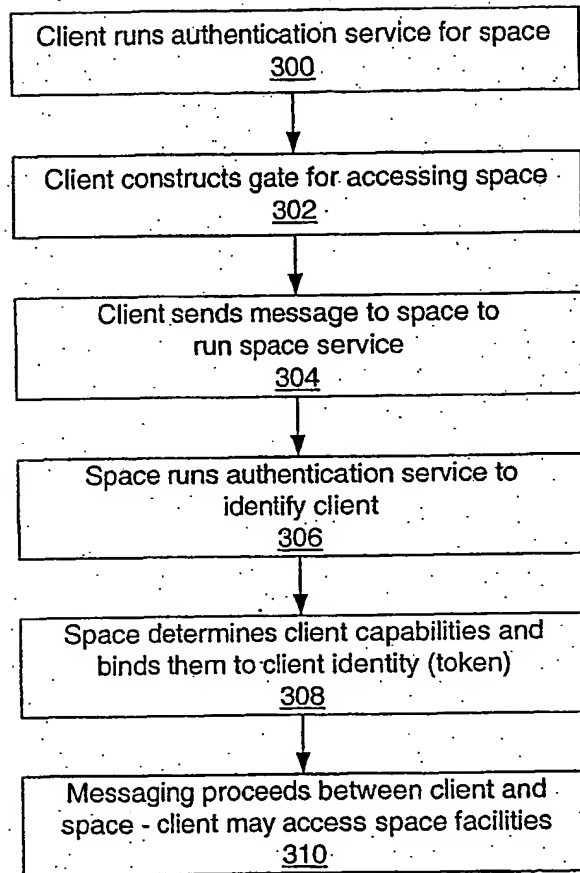 Client runs authentication service for space
300
Client constructs gate for accessing space
302
Client sends message to space to
run space service
304
Space runs authentication service to
identify client
306
Space determines client capabilities and
binds them to client identity (token)
308
Messaging proceeds between client and
space - client may access space facilities
310